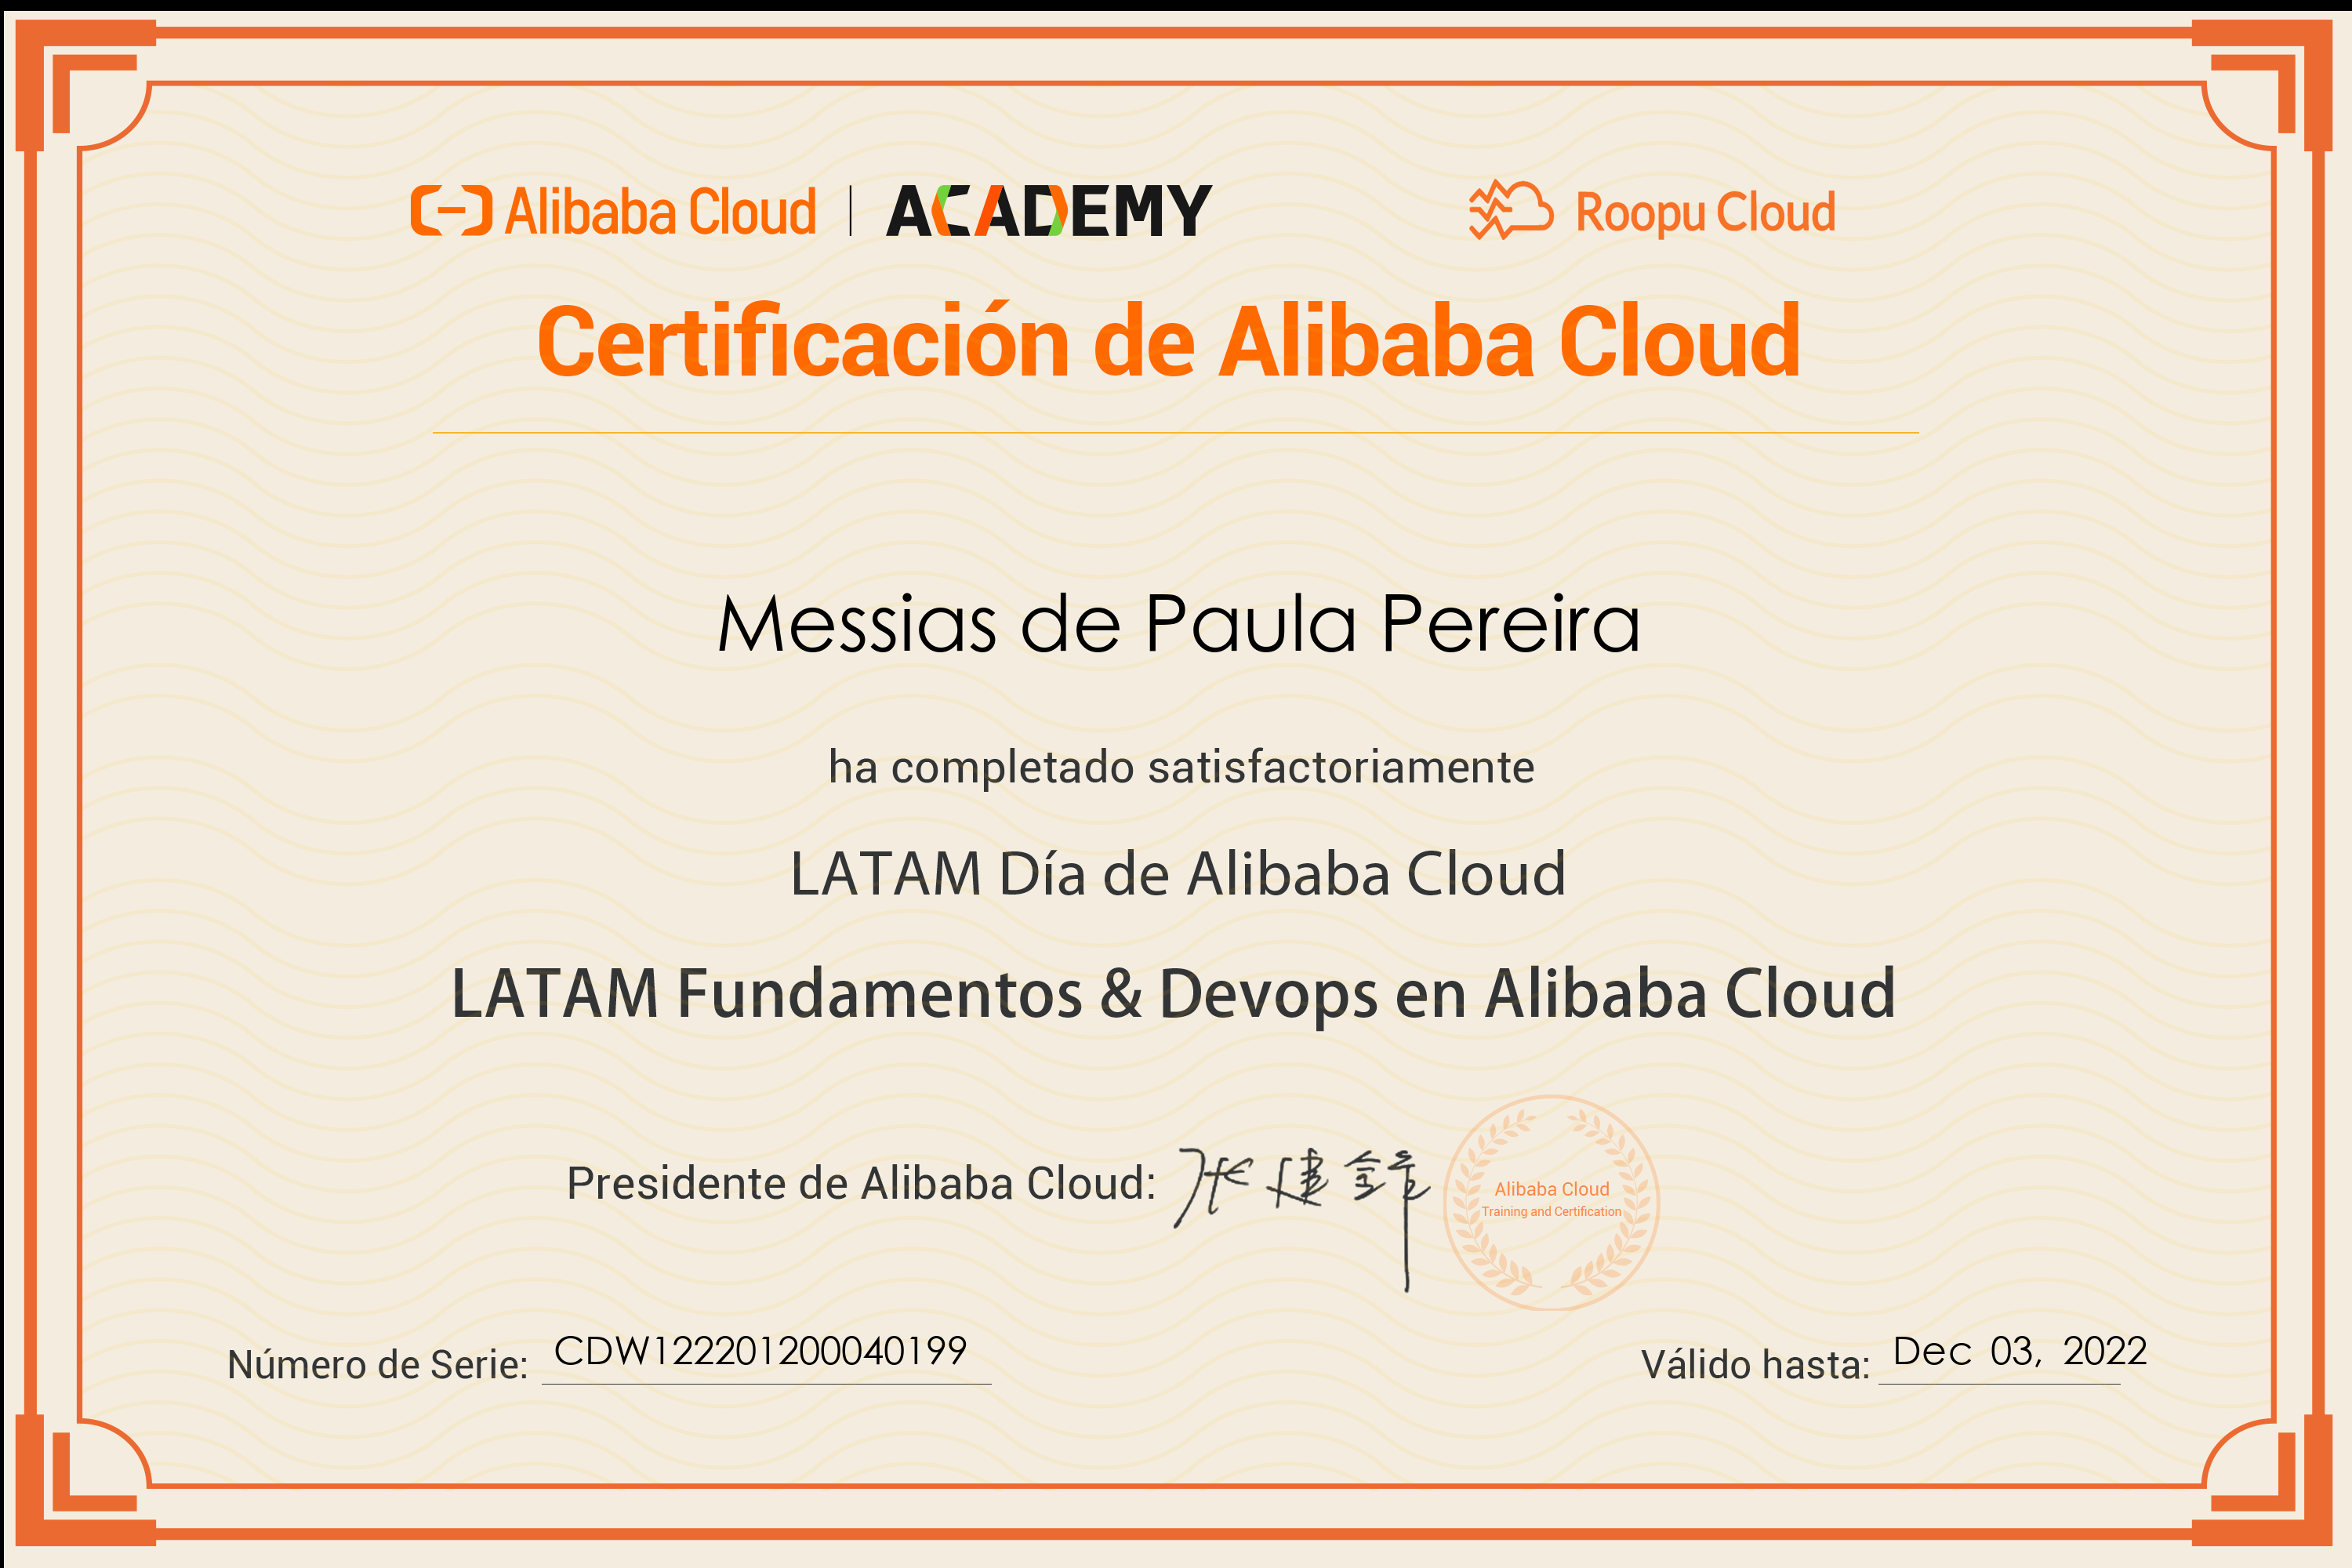 Alibaba Cloud | ACADEMY Roopu Cloud
Certificación de Alibaba Cloud
Messias de Paula Pereira
ha completado satisfactoriamente
LATAM Día de Alibaba Cloud
LATAM Fundamentos & Devops en Alibaba Cloud
Presidente de Alibaba Cloud: 张建锋
Alibaba Cloud
Training and Certification
Número de Serie: CDW122201200040199
Válido hasta: Dec 03, 2022